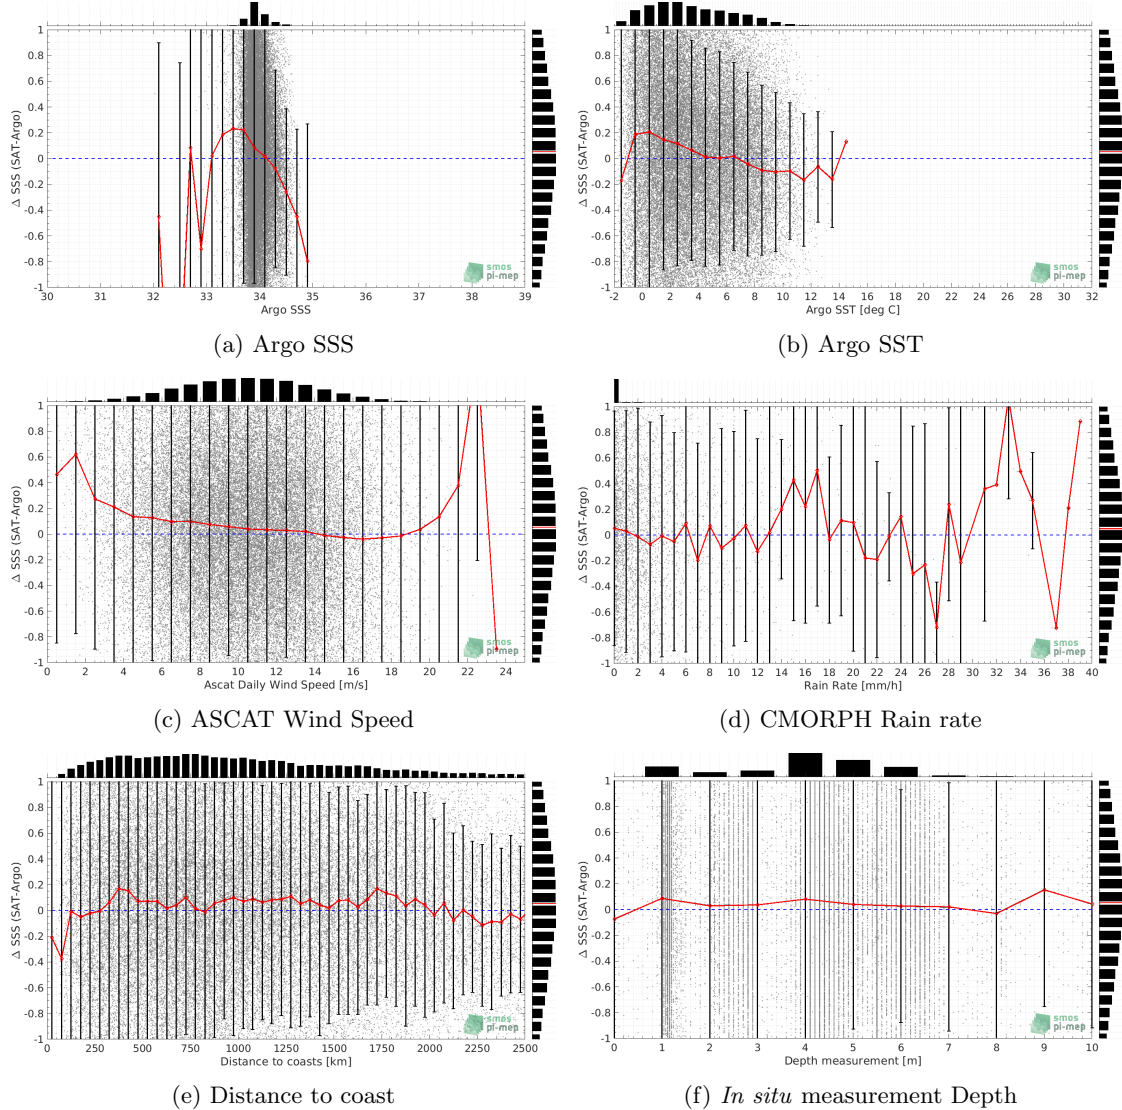 1
0.8
0.6
0.4
0.2
0
-0.2
-0.4
-0.6
-0.8
-1
Δ SSS (SAT-Argo)
30 31 32 33 34 35 36 37 38 39
Argo SSS
smos
pi-mep
(a) Argo SSS
1
0.8
0.6
0.4
0.2
0
-0.2
-0.4
-0.6
-0.8
-1
Δ SSS (SAT-Argo)
-2 0 2 4 6 8 10 12 14 16 18 20 22 24 26 28 30 32
Argo SST [deg C]
smos
pi-mep
(b) Argo SST
1
0.8
0.6
0.4
0.2
0
-0.2
-0.4
-0.6
-0.8
-1
Δ SSS (SAT-Argo)
0 2 4 6 8 10 12 14 16 18 20 22 24
Ascat Daily Wind Speed [m/s]
smos
pi-mep
(c) ASCAT Wind Speed
1
0.8
0.6
0.4
0.2
0
-0.2
-0.4
-0.6
-0.8
-1
Δ SSS (SAT-Argo)
0 2 4 6 8 10 12 14 16 18 20 22 24 26 28 30 32 34 36 38 40
Rain Rate [mm/h]
smos
pi-mep
(d) CMORPH Rain rate
1
0.8
0.6
0.4
0.2
0
-0.2
-0.4
-0.6
-0.8
-1
Δ SSS (SAT-Argo)
0 250 500 750 1000 1250 1500 1750 2000 2250 2500
Distance to coasts [km]
smos
pi-mep
(e) Distance to coast
1
0.8
0.6
0.4
0.2
0
-0.2
-0.4
-0.6
-0.8
-1
Δ SSS (SAT-Argo)
0 1 2 3 4 5 6 7 8 9 10
Depth measurement [m]
smos
pi-mep
(f) In situ measurement Depth